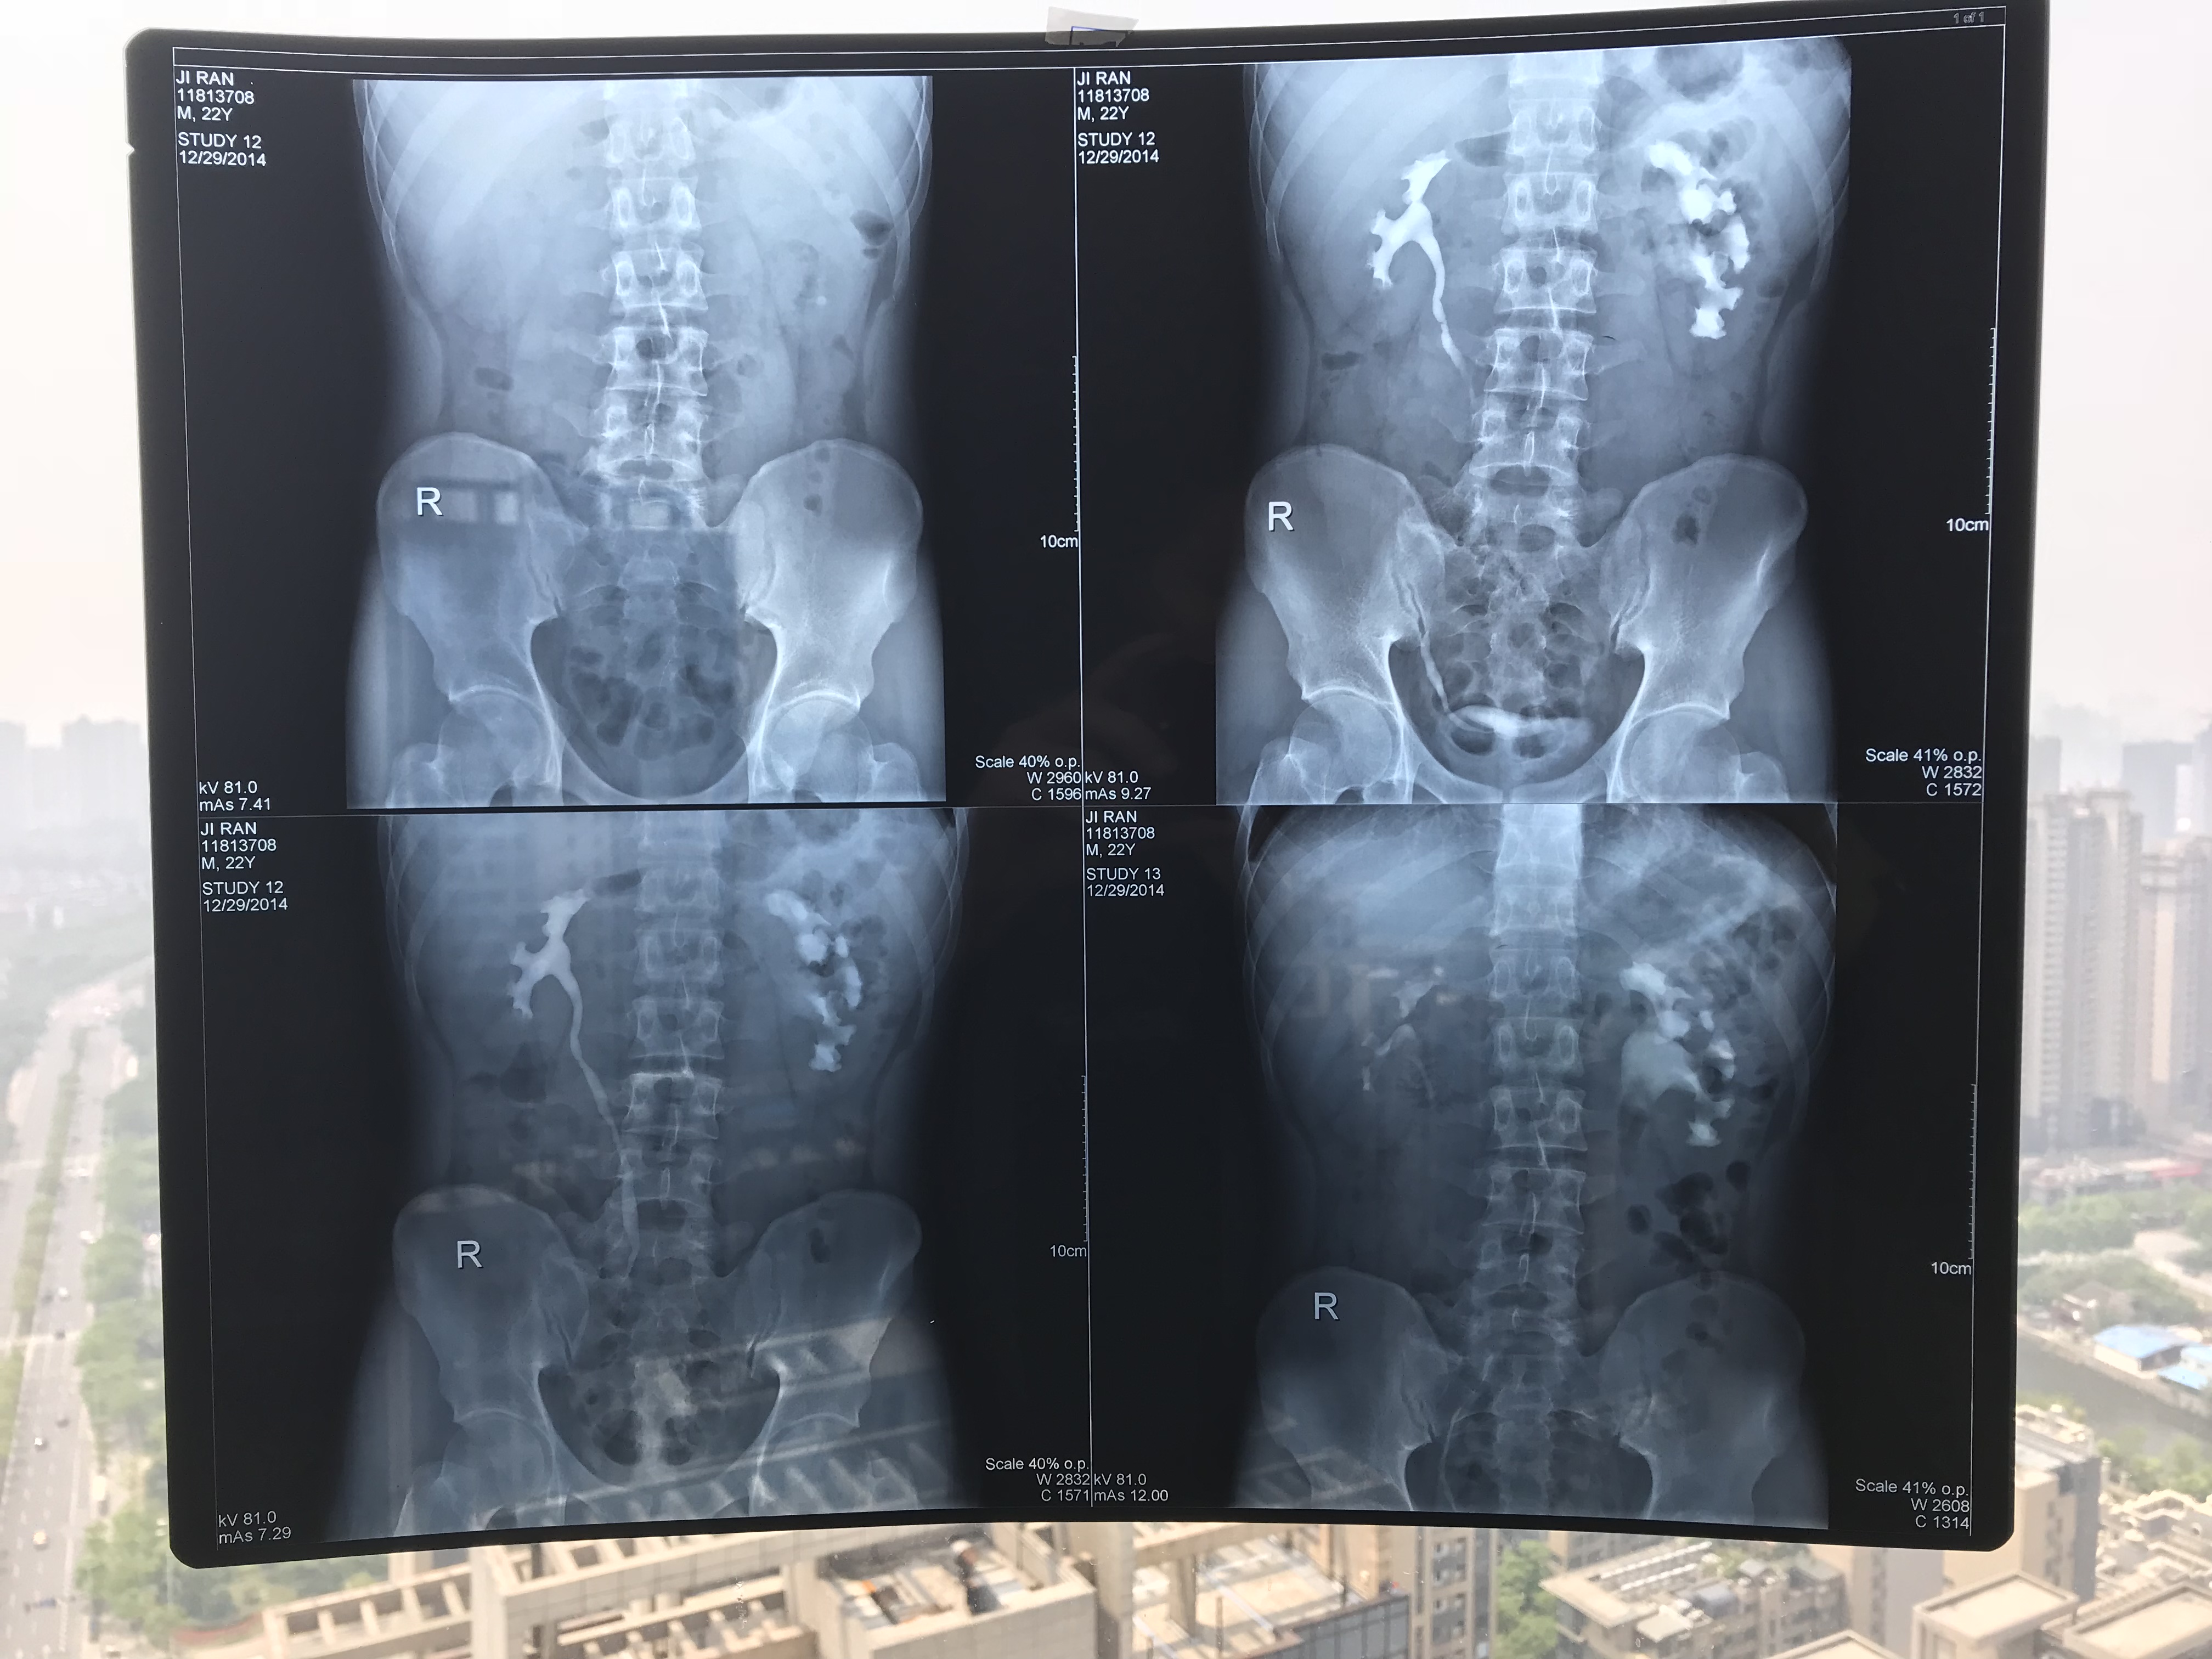 1 of 1
JI RAN
11813708
M, 22Y
STUDY 12
12/29/2014
R
10cm
Scale 40% o.p.
W 2960
C 1596
kV 81.0
mAs 7.41
JI RAN
11813708
M, 22Y
STUDY 12
12/29/2014
R
10cm
Scale 41% o.p.
W 2832
C 1572
kV 81.0
mAs 9.27
JI RAN
11813708
M, 22Y
STUDY 12
12/29/2014
R
10cm
Scale 40% o.p.
W 2832
C 1571
kV 81.0
mAs 7.29
JI RAN
11813708
M, 22Y
STUDY 13
12/29/2014
R
10cm
Scale 41% o.p.
W 2608
C 1314
kV 81.0
mAs 12.00